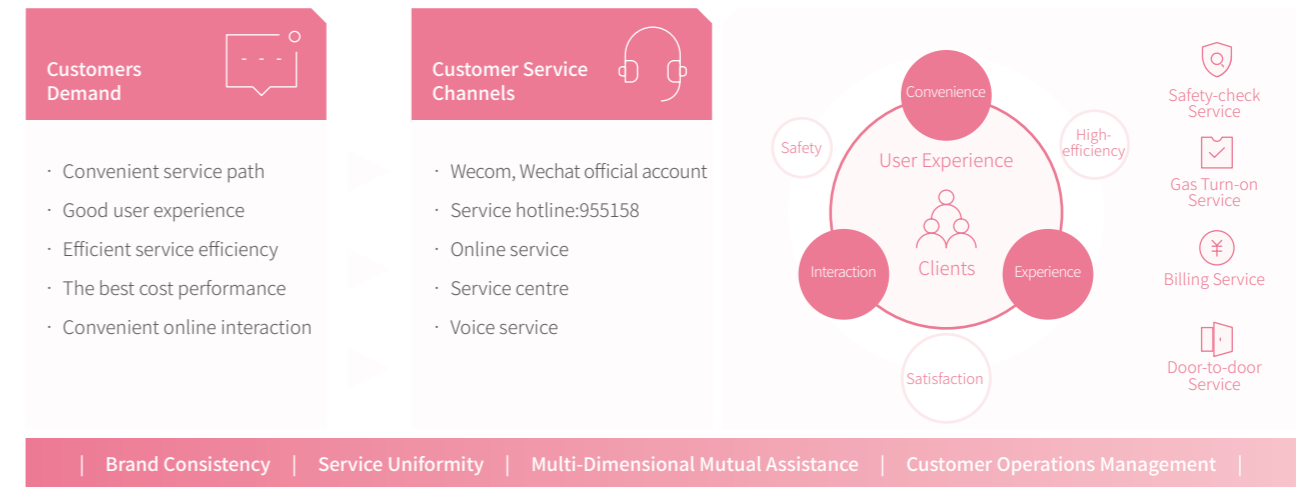 Customers
Demand
· Convenient service path
· Good user experience
· Efficient service efficiency
· The best cost performance
· Convenient online interaction
Customer Service
Channels
· Wecom, Wechat official account
· Service hotline:955158
· Online service
· Service centre
· Voice service
Convenience
Safety
High-
efficiency
User Experience
Clients
Interaction
Experience
Satisfaction
Safety-check
Service
Gas Turn-on
Service
¥
Billing Service
Door-to-door
Service
| Brand Consistency | Service Uniformity | Multi-Dimensional Mutual Assistance | Customer Operations Management |